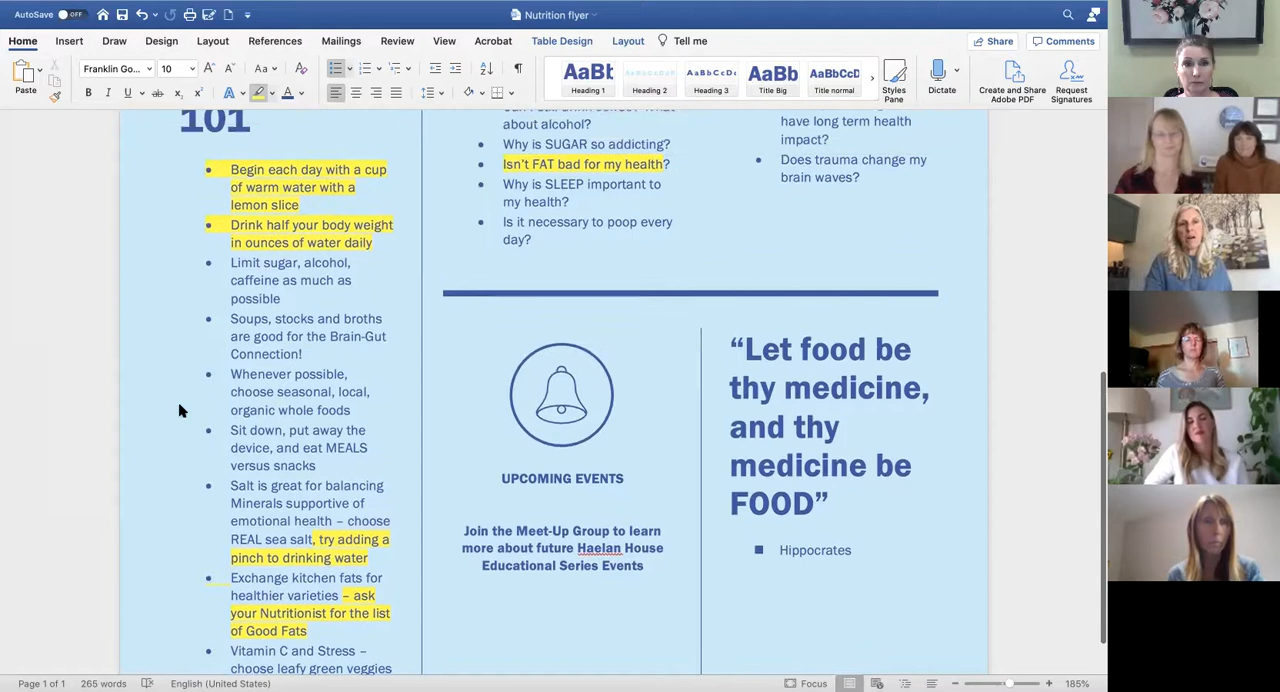 AutoSave OFF
Nutrition flyer
Home Insert Draw Design Layout References Mailings Review View Acrobat Table Design Layout Tell me
Share Comments
Paste
Franklin Go... 10
Aa
B I U ab x x A A
AaBb
Heading 1
AaBbCcDdEe
Heading 2
AaBbCcDc
Heading 3
AaBb
Title Big
AaBbCcD
Title normal
Styles
Pane
Dictate
Create and Share
Adobe PDF
Request
Signatures
101
Begin each day with a cup
of warm water with a
lemon slice
Drink half your body weight
in ounces of water daily
Limit sugar, alcohol,
caffeine as much as
possible
Soups, stocks and broths
are good for the Brain-Gut
Connection!
Whenever possible,
choose seasonal, local,
organic whole foods
Sit down, put away the
device, and eat MEALS
versus snacks
Salt is great for balancing
Minerals supportive of
emotional health – choose
REAL sea salt, try adding a
pinch to drinking water
Exchange kitchen fats for
healthier varieties – ask
your Nutritionist for the list
of Good Fats
Vitamin C and Stress –
choose leafy green veggies
about alcohol?
Why is SUGAR so addicting?
Isn't FAT bad for my health?
Why is SLEEP important to
my health?
Is it necessary to poop every
day?
have long term health
impact?
Does trauma change my
brain waves?
UPCOMING EVENTS
Join the Meet-Up Group to learn
more about future Haelan House
Educational Series Events
“Let food be
thy medicine,
and thy
medicine be
FOOD”
Hippocrates
Page 1 of 1 265 words English (United States) Focus 185%